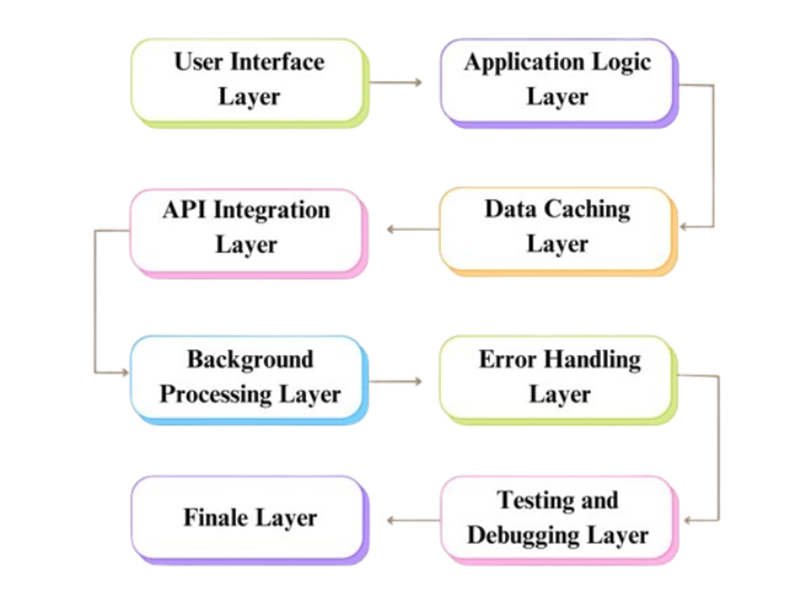 User Interface
Layer
Application Logic
Layer
Data Caching
Layer
API Integration
Layer
Background
Processing Layer
Error Handling
Layer
Testing and
Debugging Layer
Finale Layer